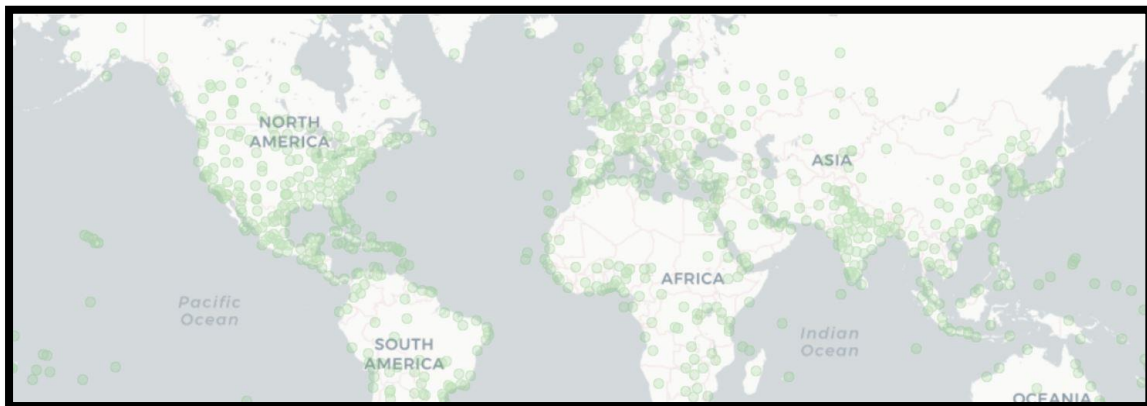 NORTH
AMERICA
ASIA
AFRICA
Pacific
Ocean
Indian
Ocean
SOUTH
AMERICA
OCEANIA